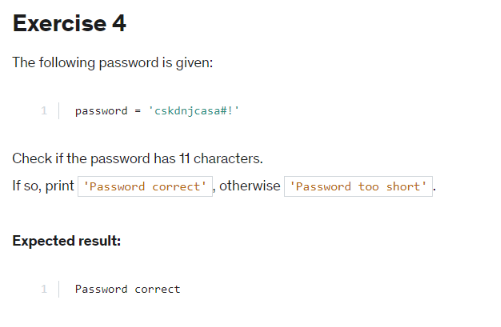 Exercise 4
The following password is given:
1 password = 'cskdnjcasa#!'
Check if the password has 11 characters.
If so, print 'Password correct', otherwise 'Password too short'.
Expected result:
1 Password correct